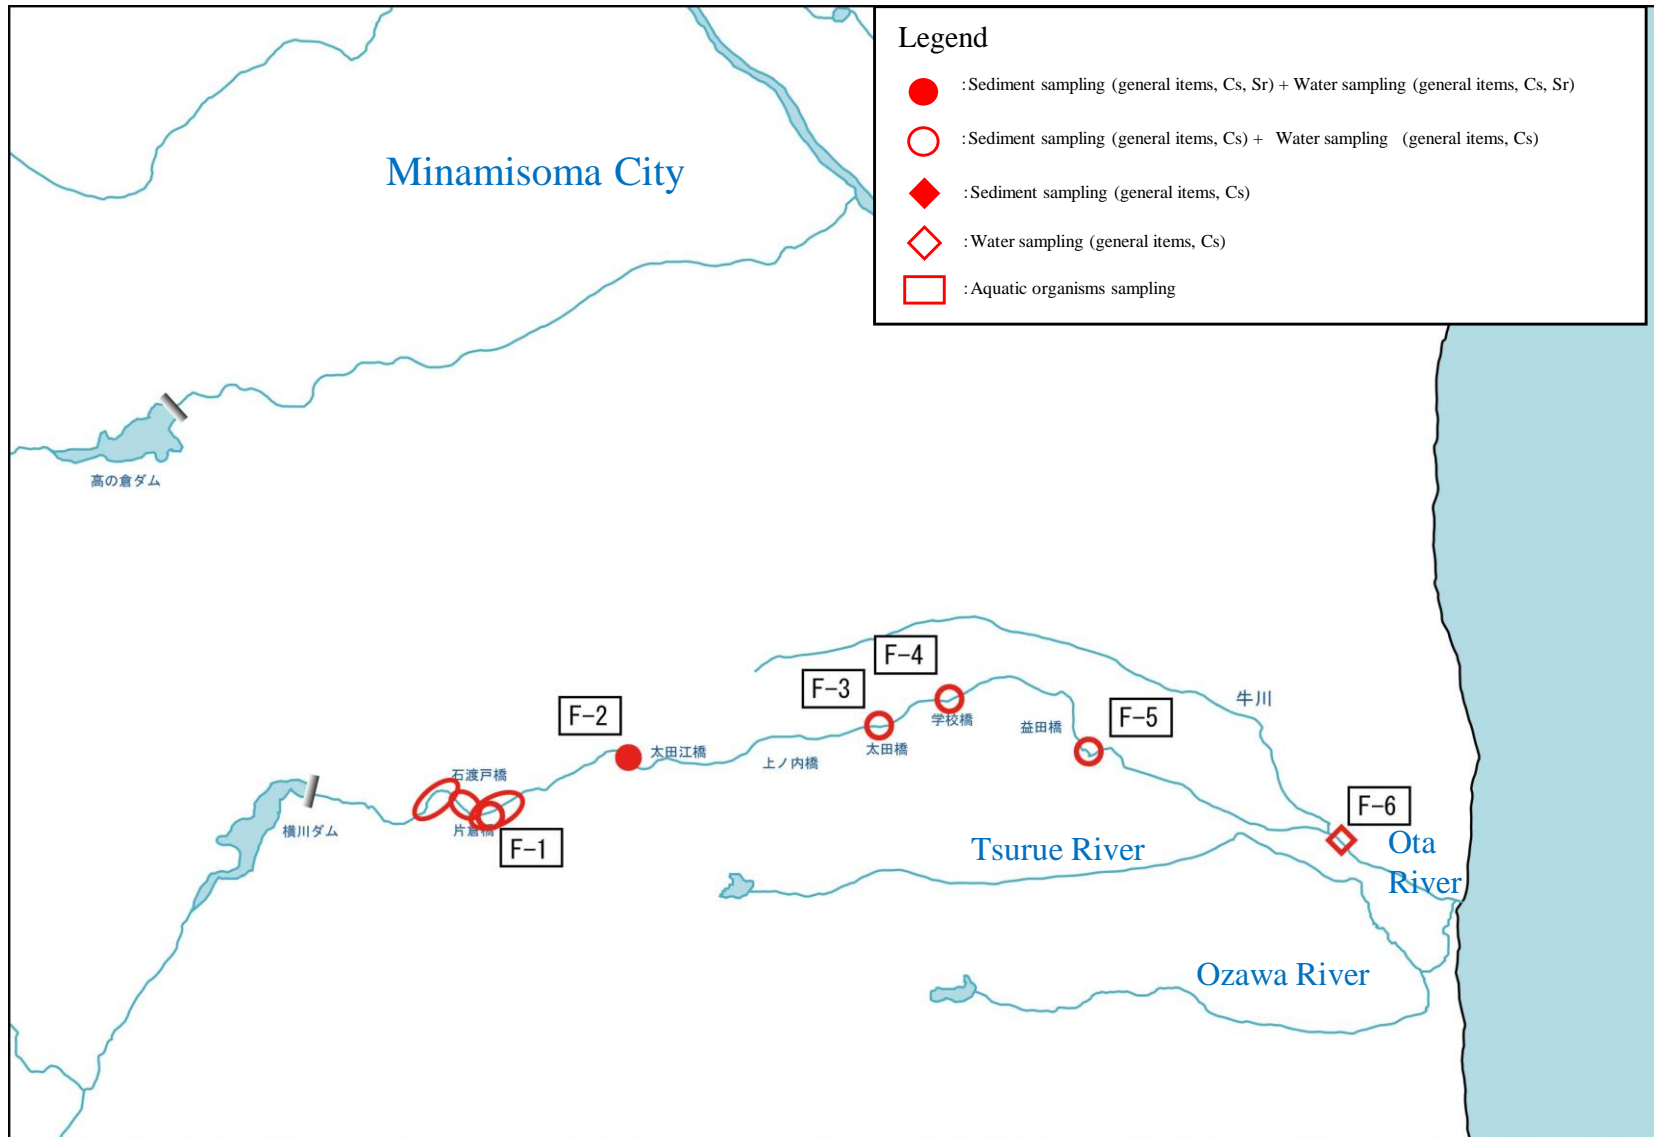 Legend
:Sediment sampling (general items, Cs, Sr) + Water sampling (general items, Cs, Sr)
:Sediment sampling (general items, Cs) + Water sampling (general items, Cs)
:Sediment sampling (general items, Cs)
:Water sampling (general items, Cs)
:Aquatic organisms sampling
Minamisoma City
高の倉ダム
F-4
F-3
F-2
牛川
学校橋
F-5
益田橋
太田橋
太田江橋
上ノ内橋
石渡戸橋
横川ダム
片倉橋
F-1
F-6
Tsurue River
Ota
River
Ozawa River